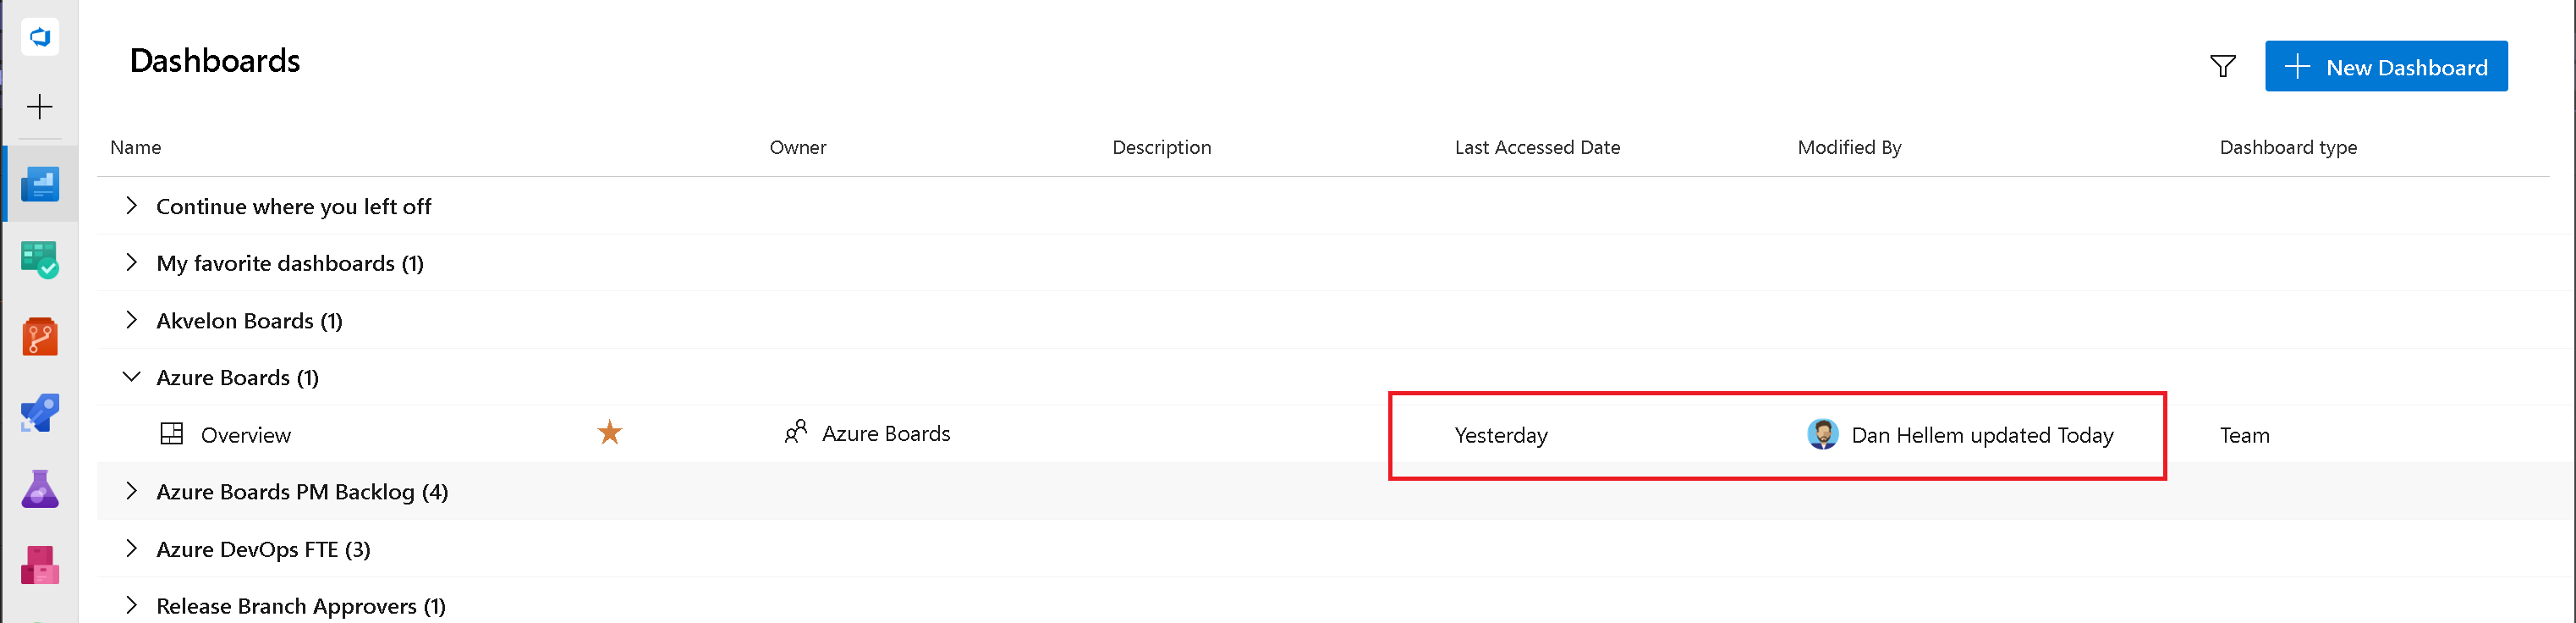 Dashboards
New Dashboard
Name Owner Description Last Accessed Date Modified By Dashboard type
Continue where you left off
My favorite dashboards (1)
Akvelon Boards (1)
Azure Boards (1)
Overview Azure Boards Yesterday Dan Hellem updated Today Team
Azure Boards PM Backlog (4)
Azure DevOps FTE (3)
Release Branch Approvers (1)